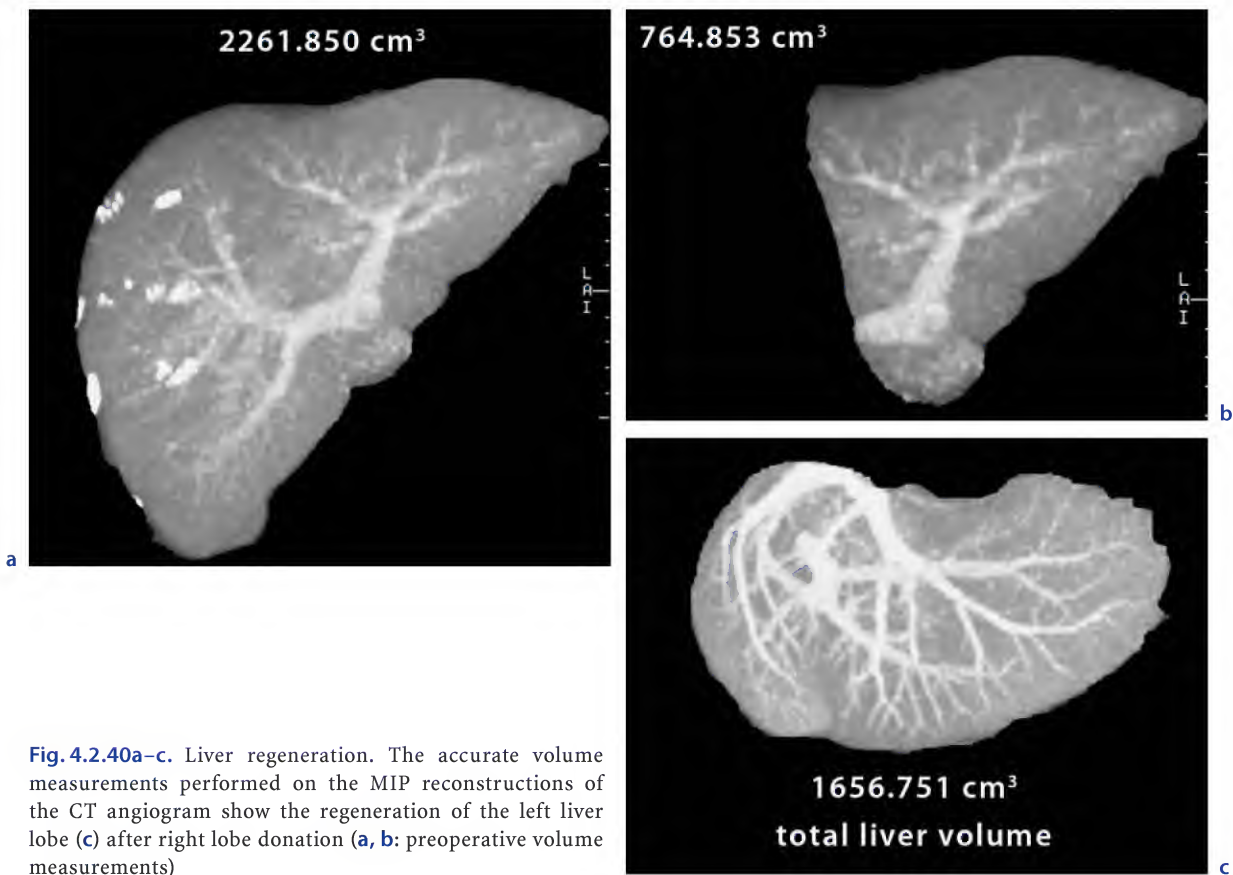 2261.850 cm³
L
A
I
a
764.853 cm³
L
A
I
b
1656.751 cm³
total liver volume
c
Fig. 4.2.40a–c. Liver regeneration. The accurate volume
measurements performed on the MIP reconstructions of
the CT angiogram show the regeneration of the left liver
lobe (c) after right lobe donation (a, b: preoperative volume
measurements)